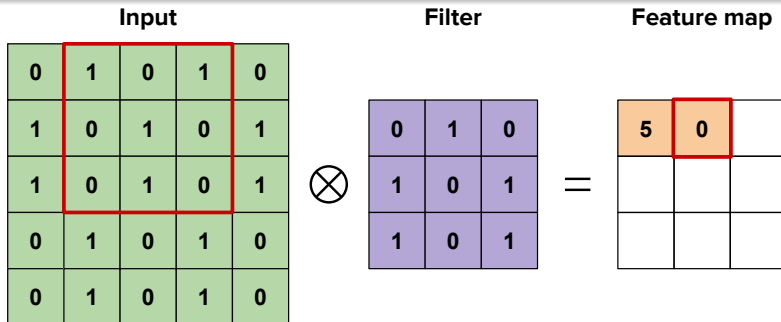 Input Filter Feature map
0 1 0 1 0
1 0 1 0 1 0 1 0 5 0
1 0 1 0 1 ⊗ 1 0 1 =
0 1 0 1 0 1 0 1
0 1 0 1 0